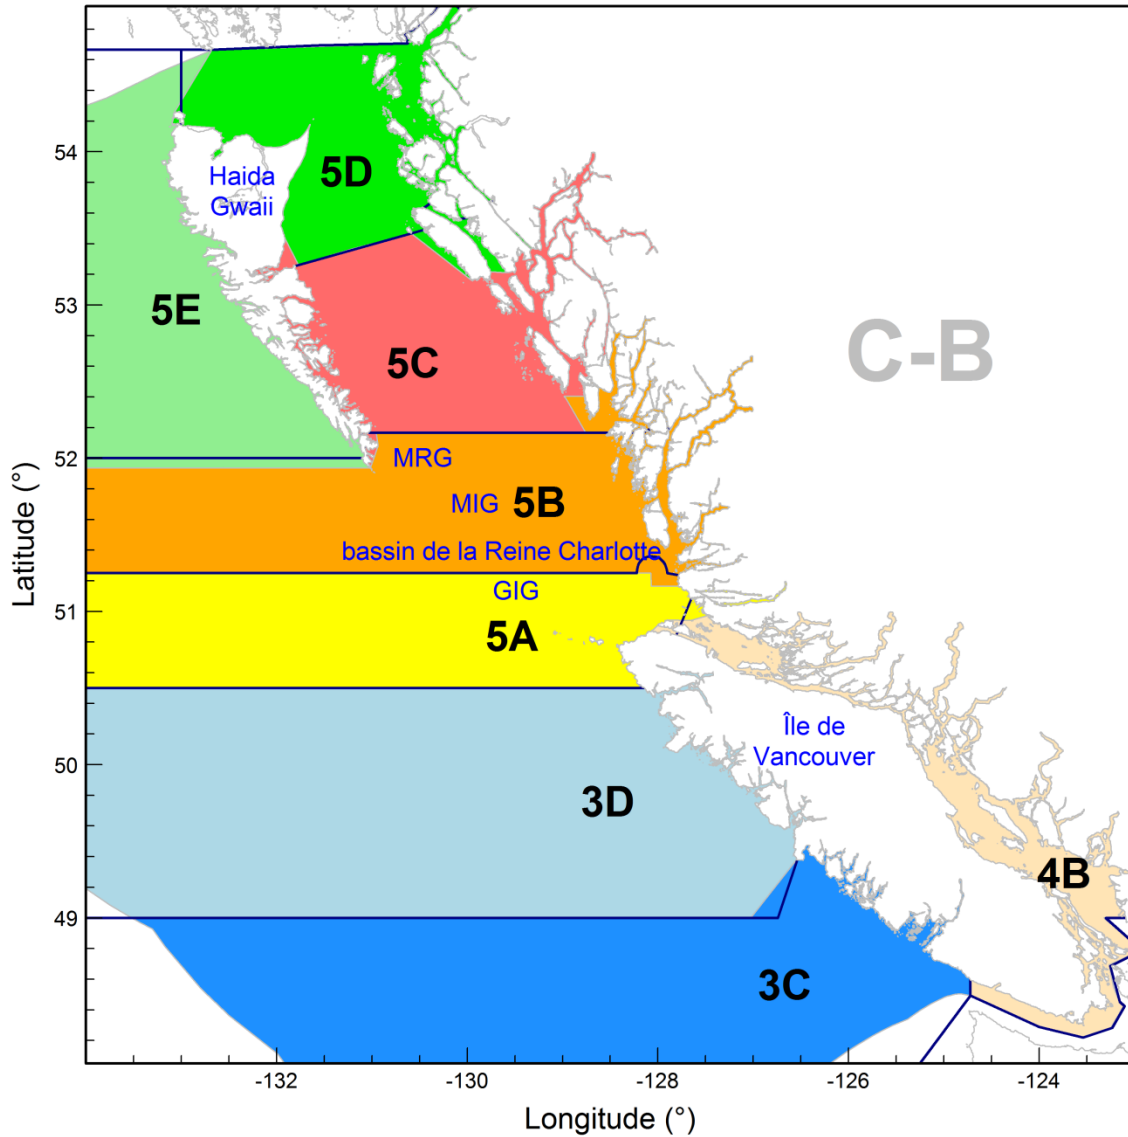 54
53
52
51
50
49
Latitude (°)
5D
Haida
Gwaii
5E
C-B
5C
MRG
MIG
5B
bassin de la Reine Charlotte
GIG
5A
Île de
Vancouver
3D
4B
3C
-132
-130
-128
-126
-124
Longitude (°)